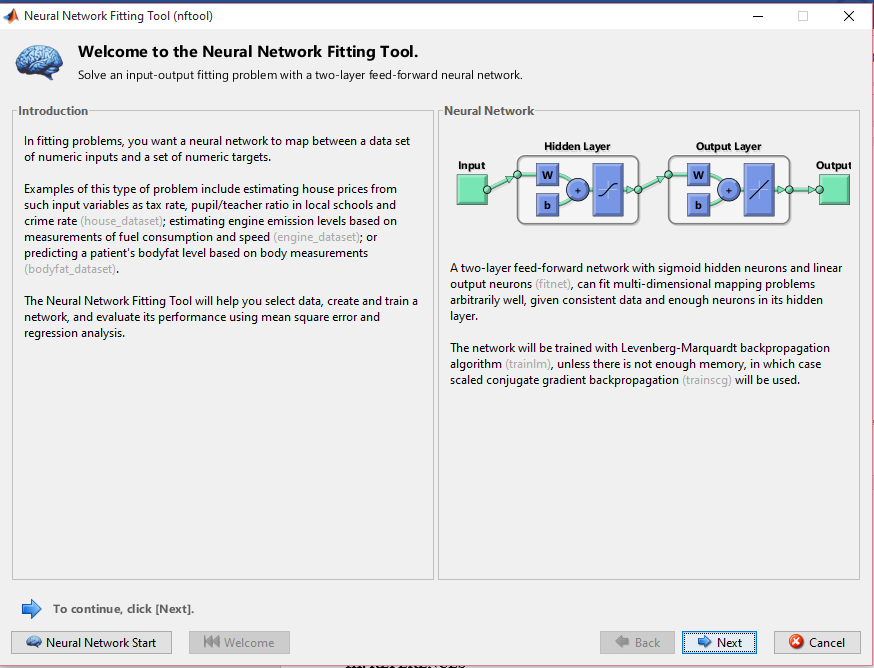 Neural Network Fitting Tool (nftool)
Welcome to the Neural Network Fitting Tool.
Solve an input-output fitting problem with a two-layer feed-forward neural network.
Introduction
In fitting problems, you want a neural network to map between a data set
of numeric inputs and a set of numeric targets.
Examples of this type of problem include estimating house prices from
such input variables as tax rate, pupil/teacher ratio in local schools and
crime rate (house_dataset); estimating engine emission levels based on
measurements of fuel consumption and speed (engine_dataset); or
predicting a patient's bodyfat level based on body measurements
(bodyfat_dataset).
The Neural Network Fitting Tool will help you select data, create and train a
network, and evaluate its performance using mean square error and
regression analysis.
Neural Network
Hidden Layer
Output Layer
Input
Output
W
b
+
W
b
+
A two-layer feed-forward network with sigmoid hidden neurons and linear
output neurons (fitnet), can fit multi-dimensional mapping problems
arbitrarily well, given consistent data and enough neurons in its hidden
layer.
The network will be trained with Levenberg-Marquardt backpropagation
algorithm (trainlm), unless there is not enough memory, in which case
scaled conjugate gradient backpropagation (trainscg) will be used.
To continue, click [Next].
Neural Network Start
Welcome
Back
Next
Cancel